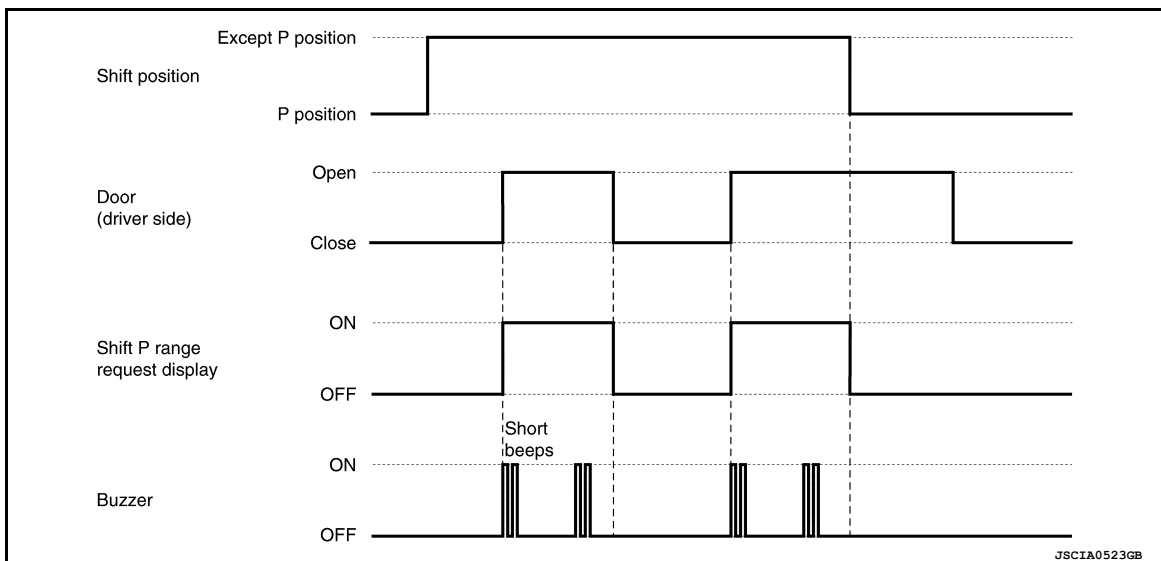 Except P position
Shift position
P position
Open
Door
(driver side)
Close
ON
Shift P range
request display
OFF
Short
beeps
ON
Buzzer
OFF
JSCIA0523GB